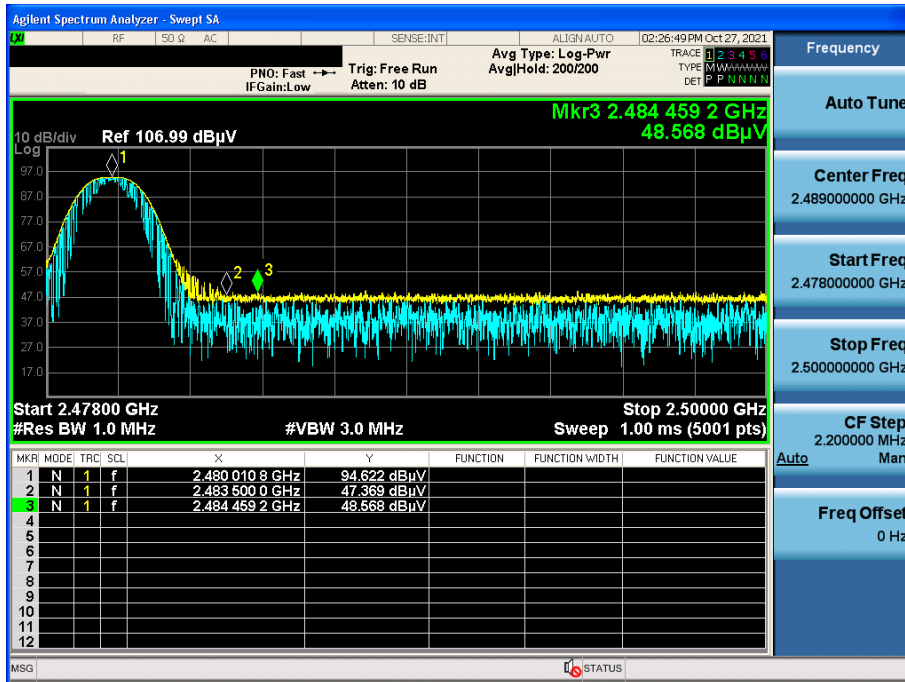 Agilent Spectrum Analyzer - Swept SA
LXI RF 50 Ω AC SENSE:INT ALIGN AUTO 02:26:49 PM Oct 27, 2021
Frequency
PNO: Fast
IFGain:Low
Trig: Free Run
Atten: 10 dB
Avg Type: Log-Pwr
Avg|Hold: 200/200
TRACE 1 2 3 4 5 6
TYPE M W
DET P P N N N N
Mkr3 2.484 459 2 GHz
48.568 dBµV
10 dB/div Ref 106.99 dBµV
Log
97.0
87.0
77.0
67.0
57.0
47.0
37.0
27.0
17.0
1
2
3
Start 2.47800 GHz Stop 2.50000 GHz
#Res BW 1.0 MHz #VBW 3.0 MHz Sweep 1.00 ms (5001 pts)
MKR MODE TRC SCL X Y FUNCTION FUNCTION WIDTH FUNCTION VALUE
1 N 1 f 2.480 010 8 GHz 94.622 dBµV
2 N 1 f 2.483 500 0 GHz 47.369 dBµV
3 N 1 f 2.484 459 2 GHz 48.568 dBµV
4
5
6
7
8
9
10
11
12
MSG STATUS
Auto Tune
Center Freq
2.489000000 GHz
Start Freq
2.478000000 GHz
Stop Freq
2.500000000 GHz
CF Step
2.200000 MHz
Auto Man
Freq Offset
0 Hz